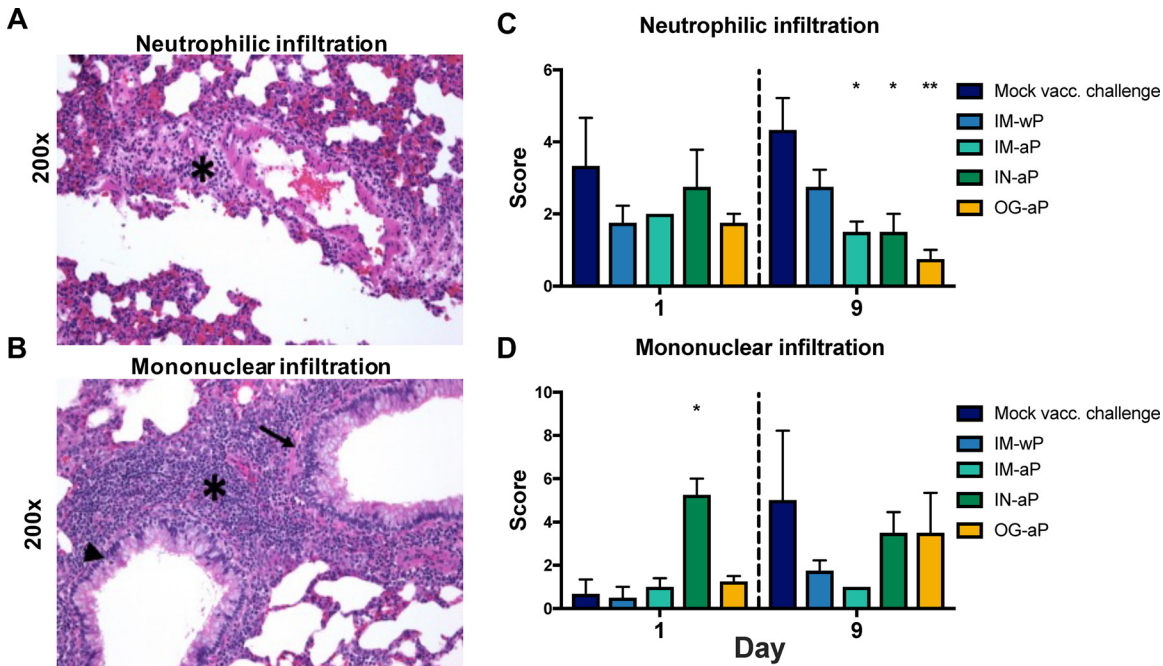 A
Neutrophilic infiltration
200x
B
Mononuclear infiltration
200x
C
Neutrophilic infiltration
6
4
2
0
Score
* * **
1 9
Mock vacc. challenge
IM-wP
IM-aP
IN-aP
OG-aP
D
Mononuclear infiltration
10
8
6
4
2
0
Score
*
1 9
Day
Mock vacc. challenge
IM-wP
IM-aP
IN-aP
OG-aP